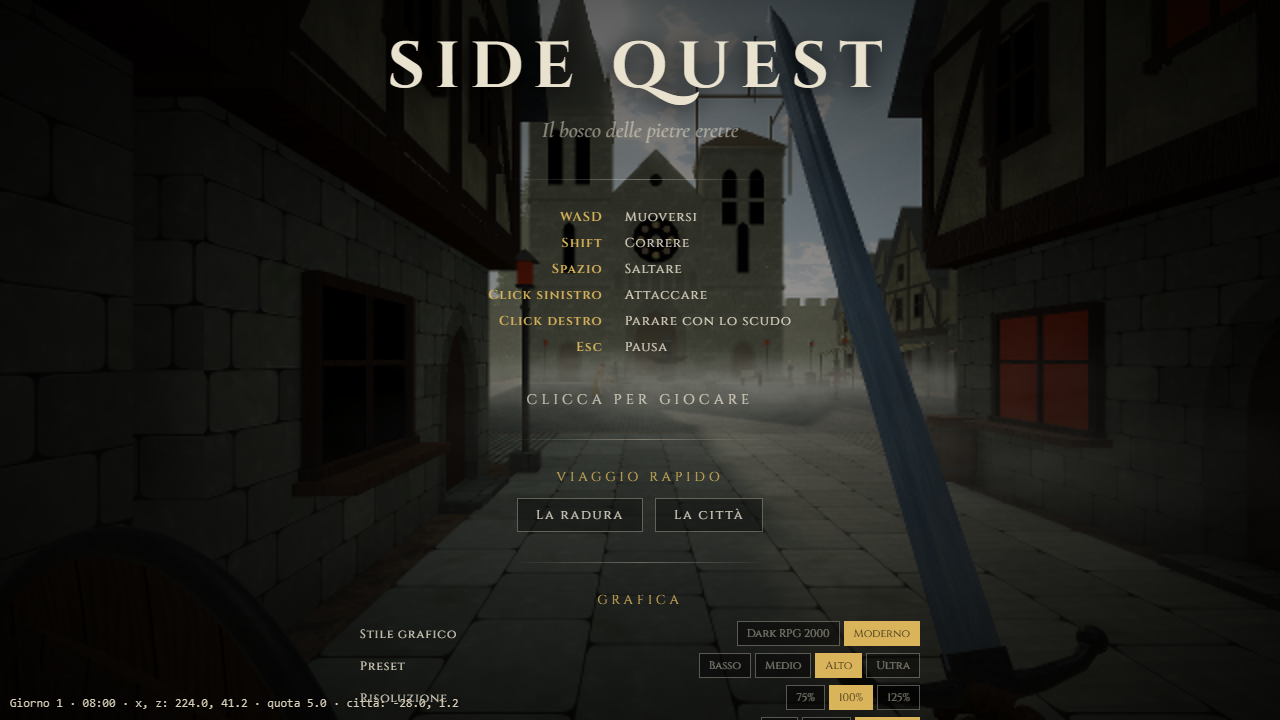 SIDE QUEST
Il bosco delle pietre erette
WASD Muoversi
Shift Correre
Spazio Saltare
Click sinistro Attaccare
Click destro Parare con lo scudo
Esc Pausa
CLICCA PER GIOCARE
VIAGGIO RAPIDO
La radura La città
GRAFICA
Stile grafico Dark RPG 2000 Moderno
Preset Basso Medio Alto Ultra
Risoluzione 75% 100% 125%
Giorno 1 · 08:00 · x, z: 224.0, 41.2 · quota 5.0 · città: -28.0, 1.2